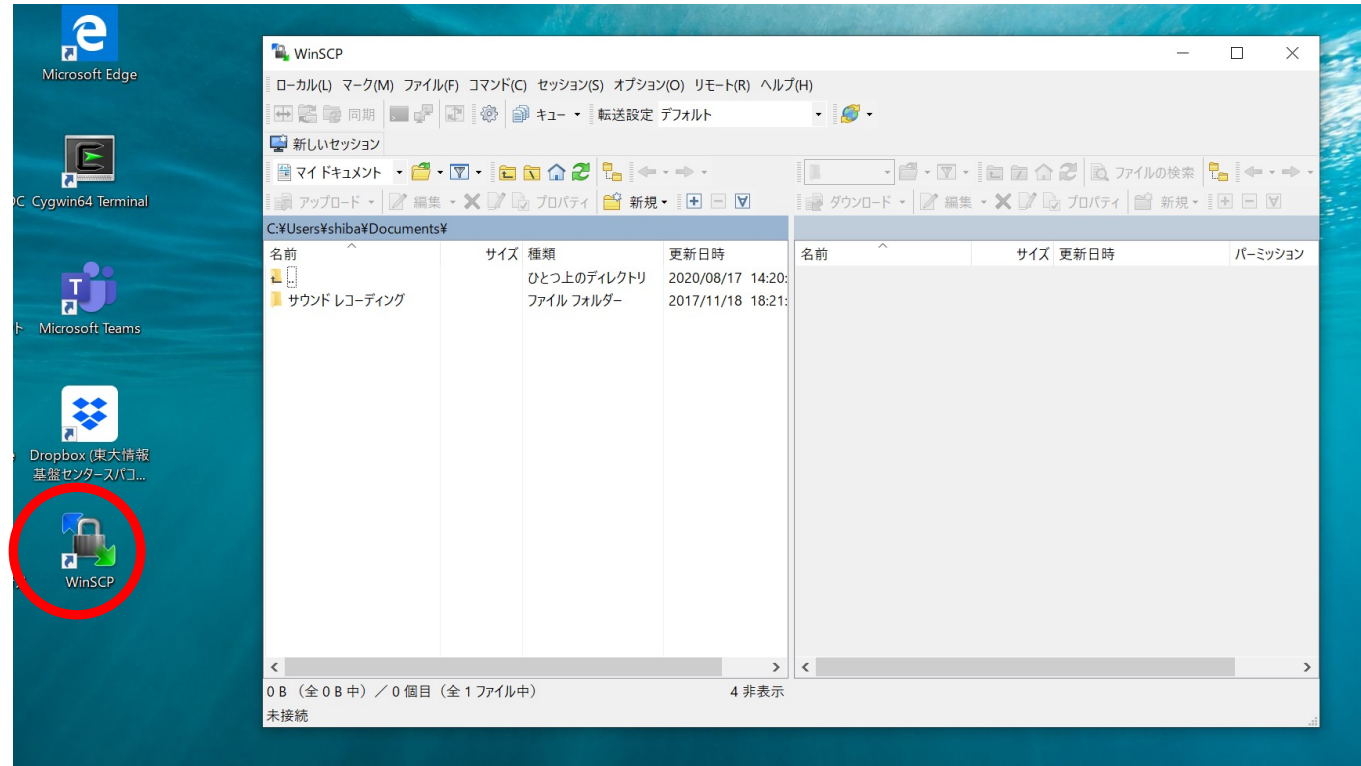 Microsoft Edge
Cygwin64 Terminal
Microsoft Teams
Dropbox (東大情報
基盤センタースパコ...
WinSCP
WinSCP
ローカル(L) マーク(M) ファイル(F) コマンド(C) セッション(S) オプション(O) リモート(R) ヘルプ(H)
同期 キュー 転送設定 デフォルト
新しいセッション
マイ ドキュメント ファイルの検索
アップロード 編集 プロパティ 新規 ダウンロード 編集 プロパティ 新規
C:¥Users¥shiba¥Documents¥
名前 サイズ 種類 更新日時 名前 サイズ 更新日時 パーミッション
.. ひとつ上のディレクトリ 2020/08/17 14:20:
サウンド レコーディング ファイル フォルダー 2017/11/18 18:21:
0 B (全 0 B 中) / 0 個目 (全 1 ファイル中) 4 非表示
未接続